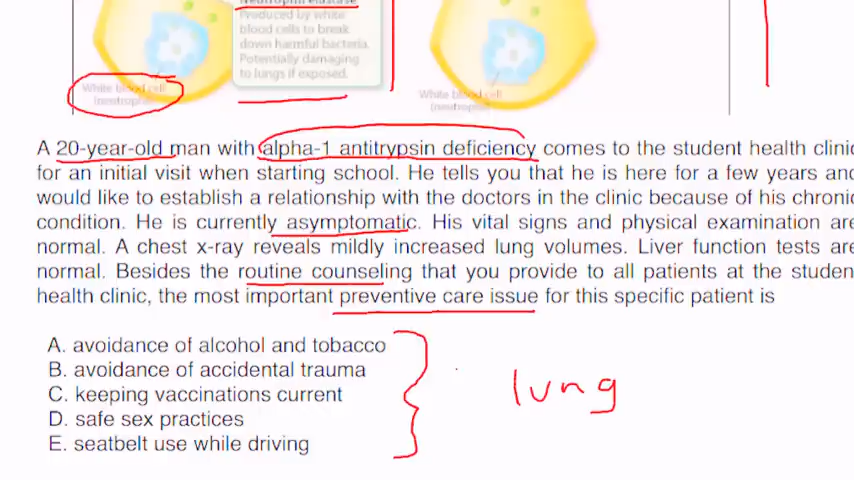 Neutrophil elastase
Produced by white
blood cells to break
down harmful bacteria.
Potentially damaging
to lungs if exposed.
White blood cell
(neutrophil)
White blood cell
(neutrophil)
A 20-year-old man with alpha-1 antitrypsin deficiency comes to the student health clinic
for an initial visit when starting school. He tells you that he is here for a few years and
would like to establish a relationship with the doctors in the clinic because of his chronic
condition. He is currently asymptomatic. His vital signs and physical examination are
normal. A chest x-ray reveals mildly increased lung volumes. Liver function tests are
normal. Besides the routine counseling that you provide to all patients at the student
health clinic, the most important preventive care issue for this specific patient is
A. avoidance of alcohol and tobacco
B. avoidance of accidental trauma
C. keeping vaccinations current
D. safe sex practices
E. seatbelt use while driving
lung